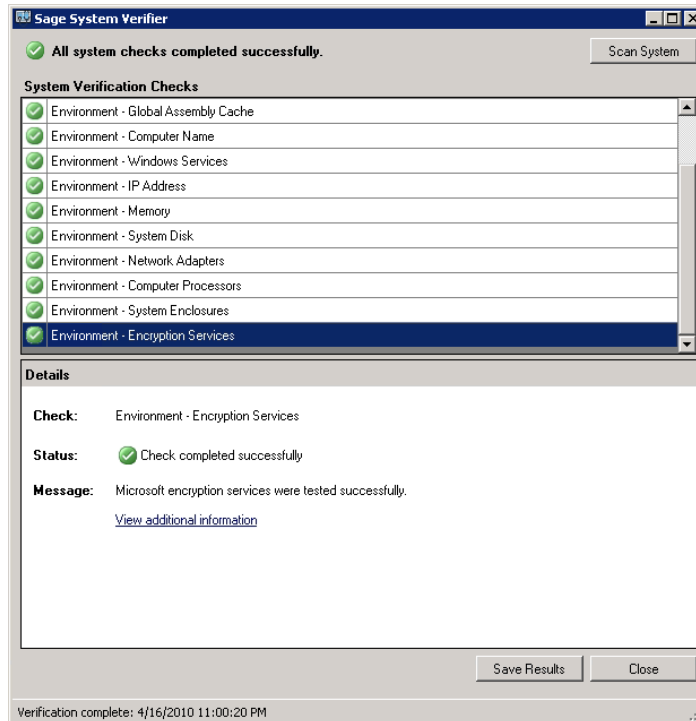 Sage System Verifier
All system checks completed successfully.
Scan System
System Verification Checks
Environment - Global Assembly Cache
Environment - Computer Name
Environment - Windows Services
Environment - IP Address
Environment - Memory
Environment - System Disk
Environment - Network Adapters
Environment - Computer Processors
Environment - System Enclosures
Environment - Encryption Services
Details
Check: Environment - Encryption Services
Status: Check completed successfully
Message: Microsoft encryption services were tested successfully.
View additional information
Save Results
Close
Verification complete: 4/16/2010 11:00:20 PM